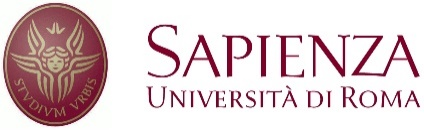 STVDIVM VRBIS
SAPIENZA
UNIVERSITÀ DI ROMA